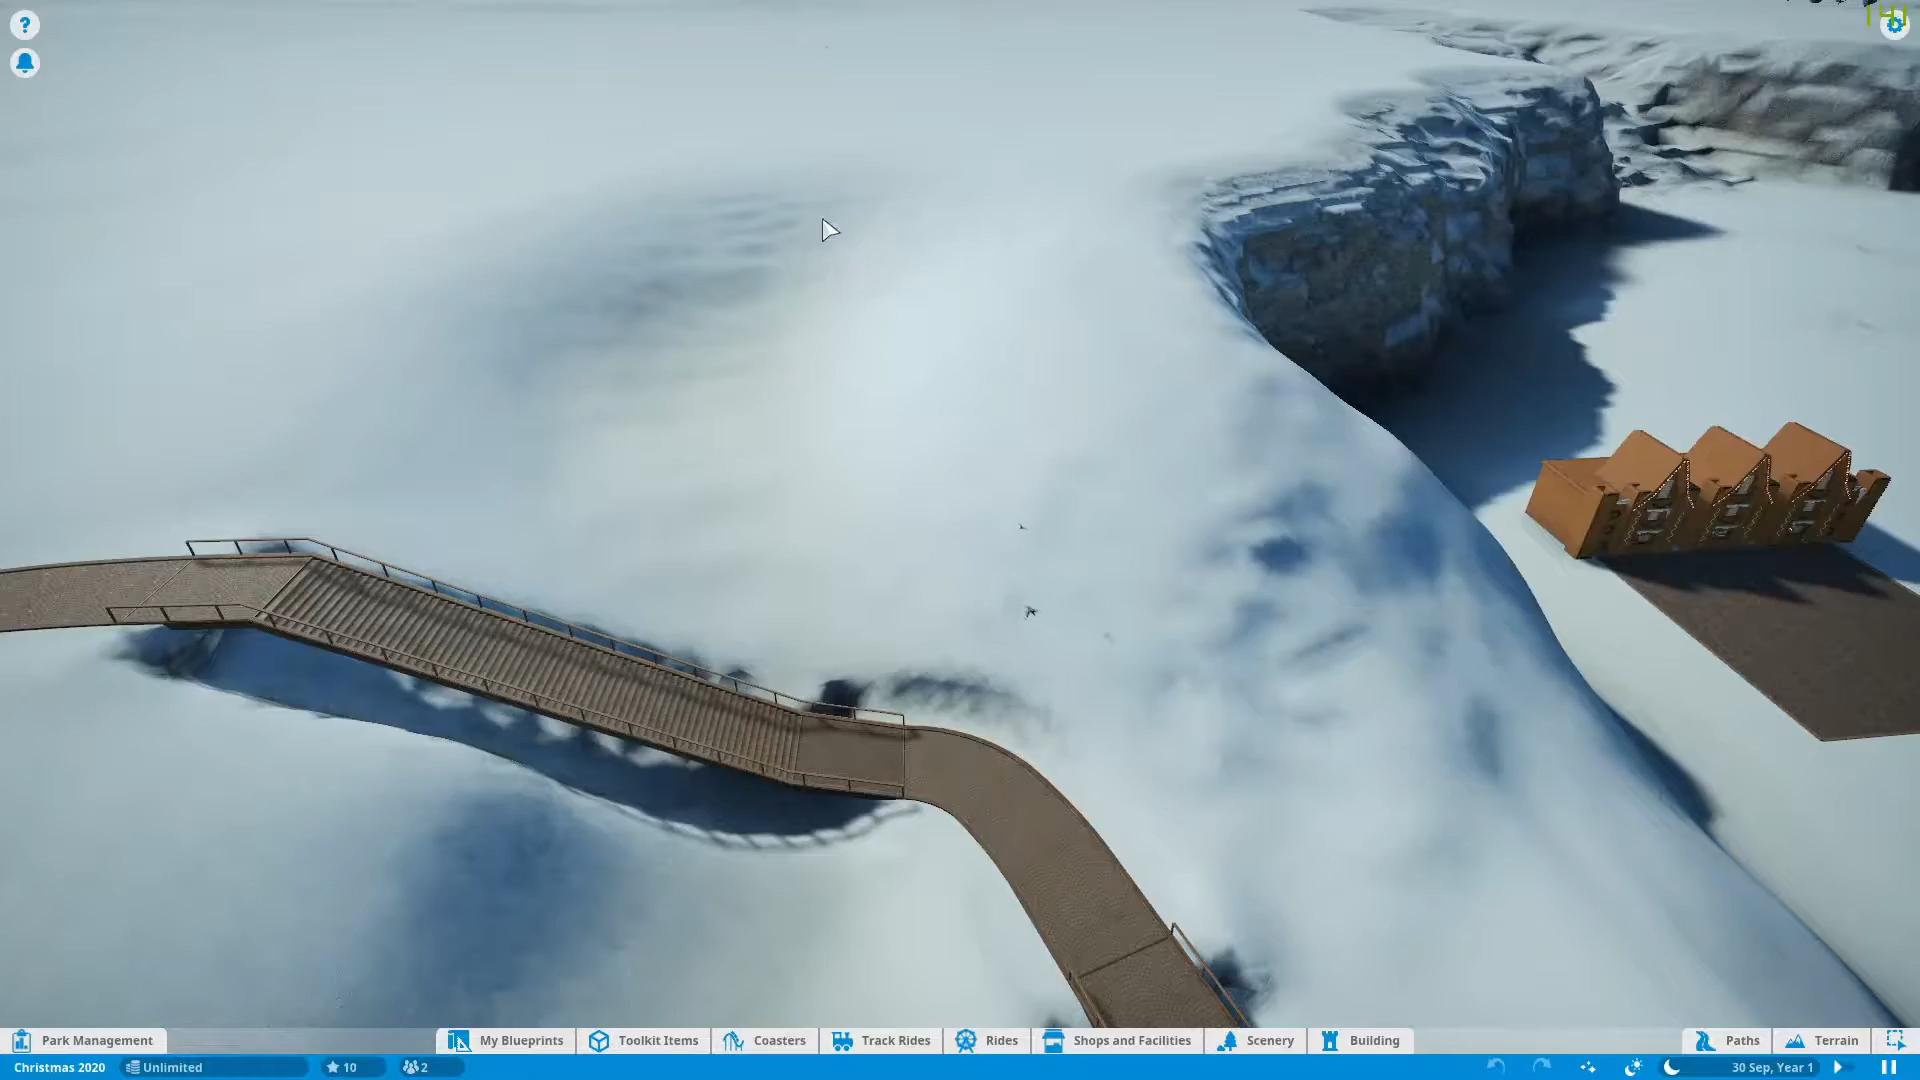 ?
141
Park Management
My Blueprints
Toolkit Items
Coasters
Track Rides
Rides
Shops and Facilities
Scenery
Building
Paths
Terrain
Christmas 2020
Unlimited
10
2
30 Sep, Year 1